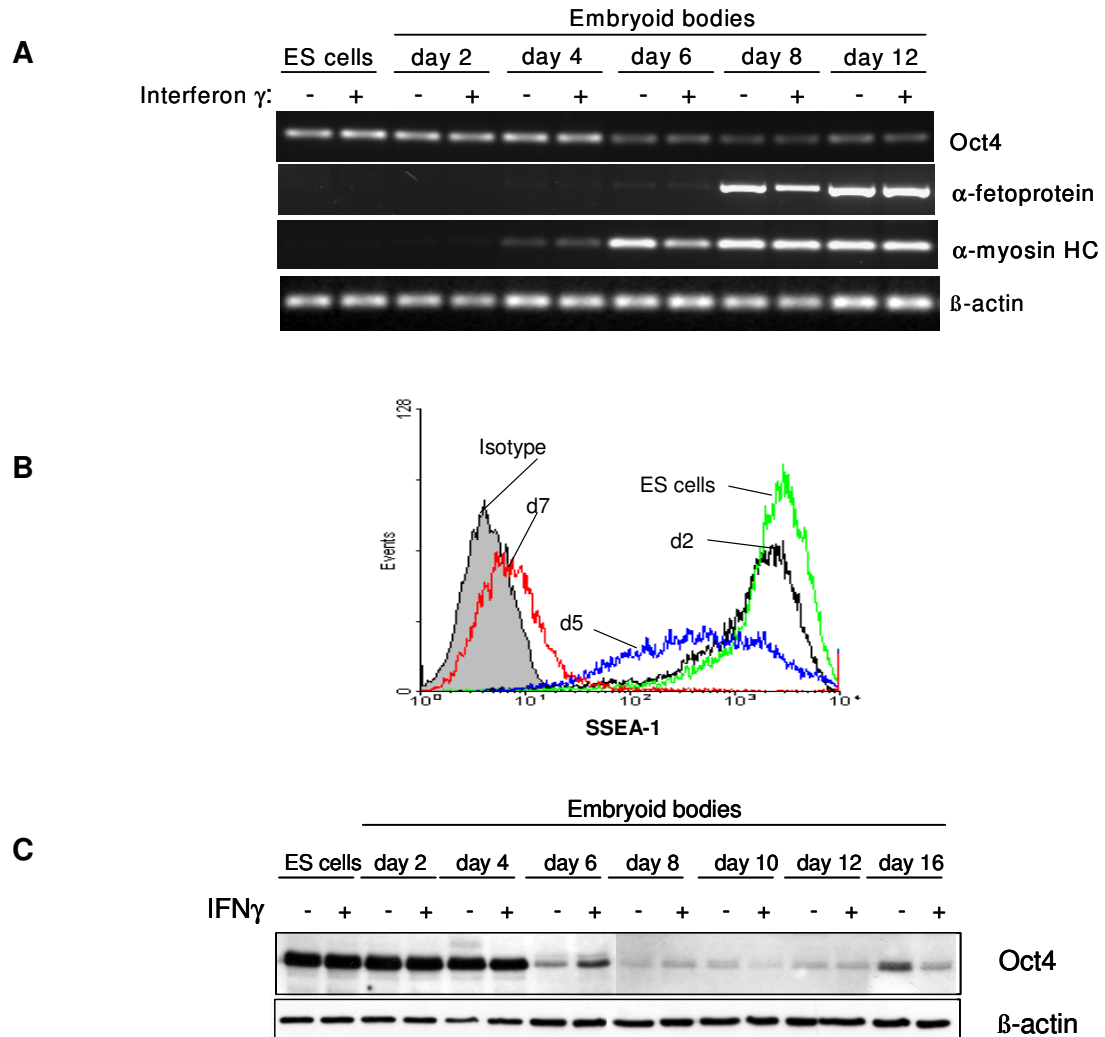 A
Embryoid bodies
ES cells day 2 day 4 day 6 day 8 day 12
Interferon γ: - + - + - + - + - + - +
Oct4
α-fetoprotein
α-myosin HC
ß-actin
B
128
Events
0
Isotype
d7
ES cells
d2
d5
10⁰ 10¹ 10² 10³ 10⁴
SSEA-1
C
Embryoid bodies
ES cells day 2 day 4 day 6 day 8 day 10 day 12 day 16
IFNγ - + - + - + - + - + - + - + - +
Oct4
ß-actin